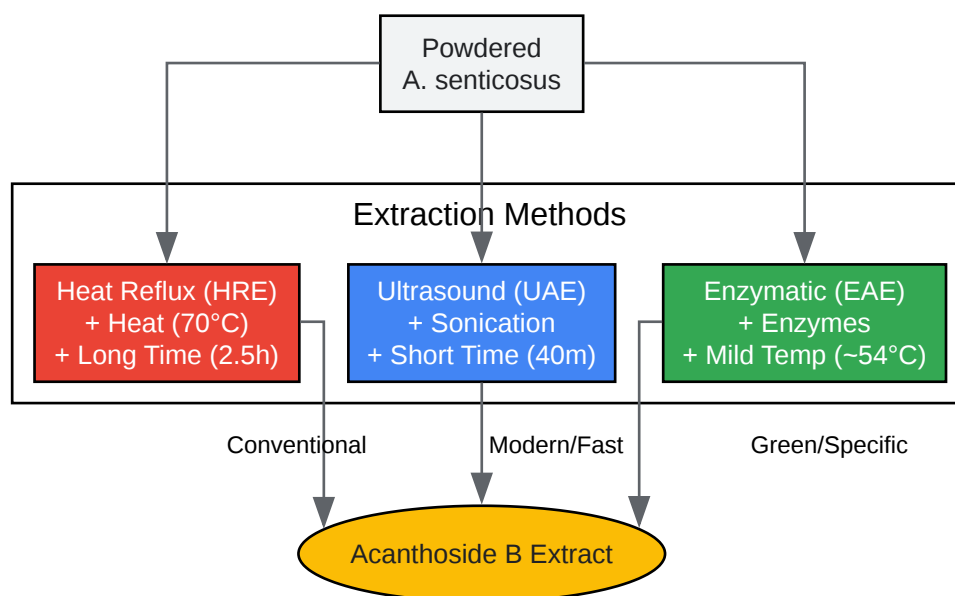 Powdered
A. senticosus
Extraction Methods
Heat Reflux (HRE)
+ Heat (70°C)
+ Long Time (2.5h)
Ultrasound (UAE)
+ Sonication
+ Short Time (40m)
Enzymatic (EAE)
+ Enzymes
+ Mild Temp (~54°C)
Conventional
Modern/Fast
Green/Specific
Acanthoside B Extract